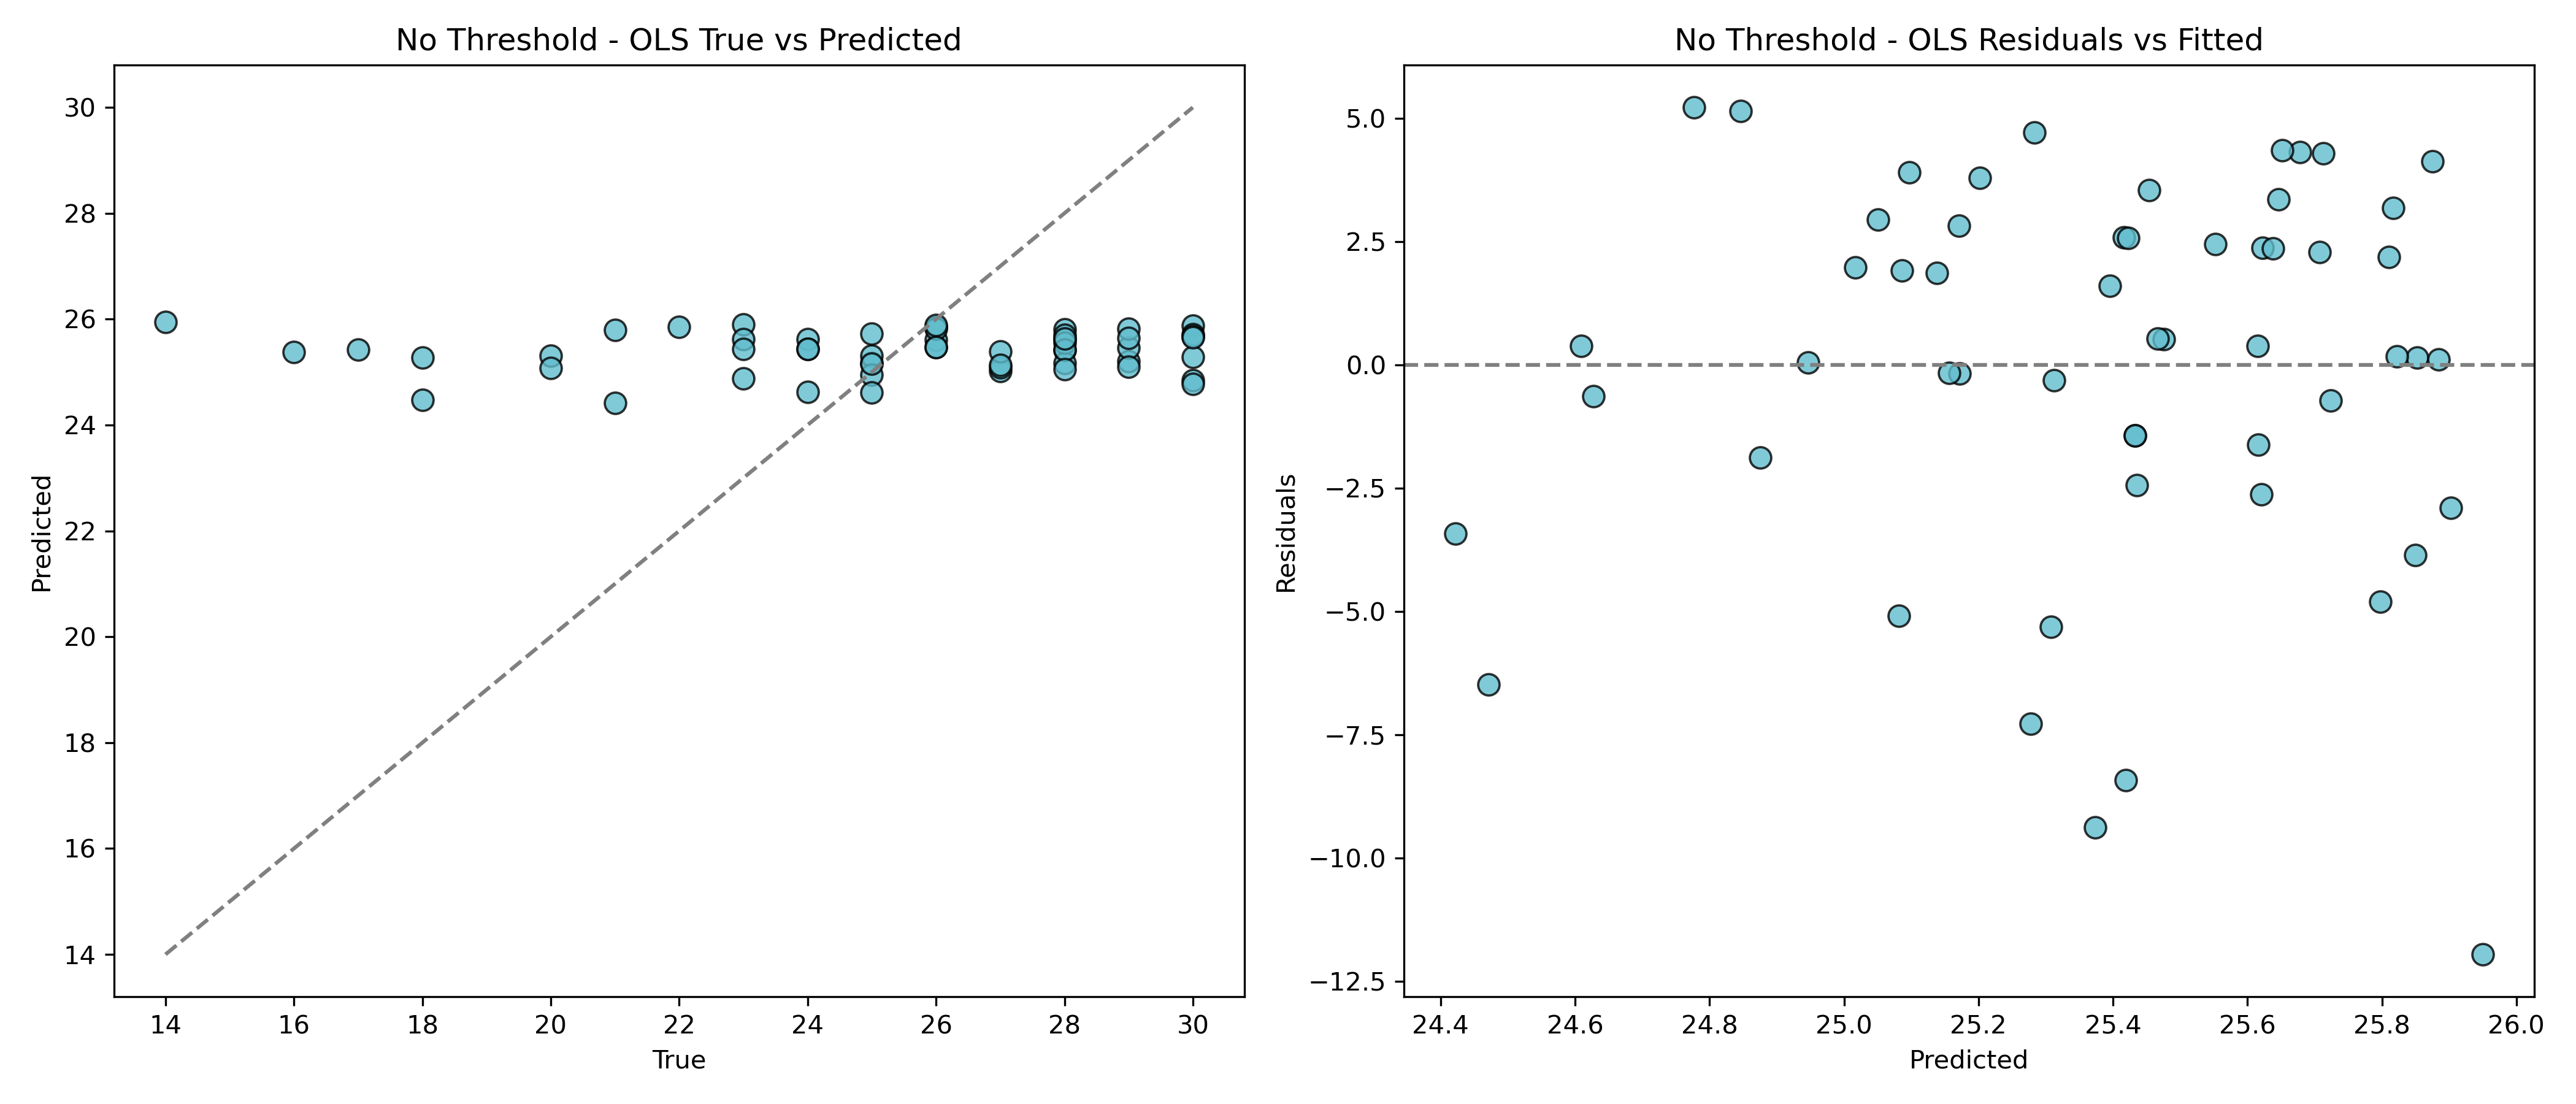 No Threshold - OLS True vs Predicted
30
28
26
24
22
20
18
16
14
Predicted
14 16 18 20 22 24 26 28 30
True
No Threshold - OLS Residuals vs Fitted
5.0
2.5
0.0
−2.5
−5.0
−7.5
−10.0
−12.5
Residuals
24.4 24.6 24.8 25.0 25.2 25.4 25.6 25.8 26.0
Predicted